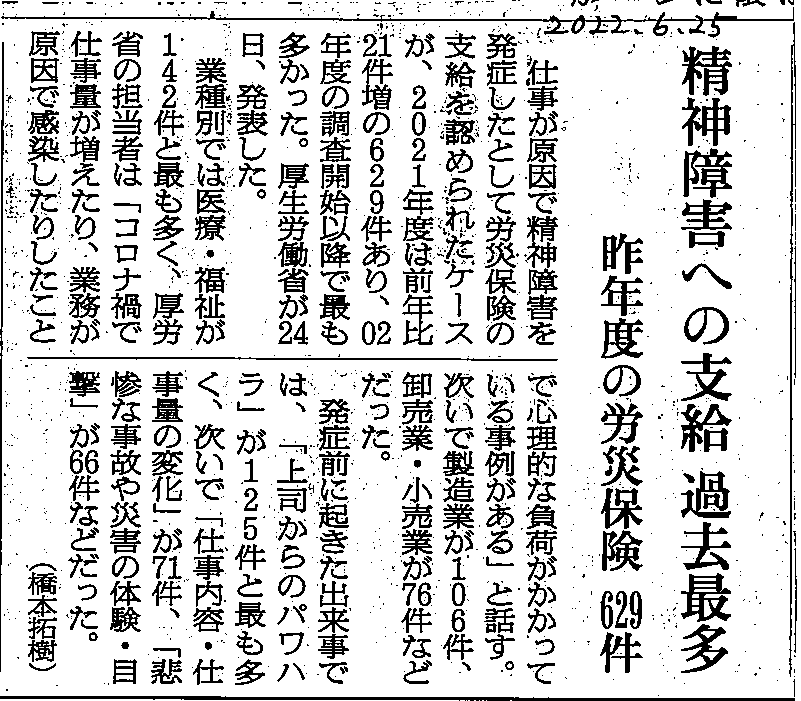 2022.6.25
精神障害への支給 過去最多
昨年度の労災保険 629件
仕事が原因で精神障害を
発症したとして労災保険の
支給を認められたケース
が、2021年度は前年比
21件増の629件あり、02
年度の調査開始以降で最も
多かった。厚生労働省が24
日、発表した。
業種別では医療・福祉が
142件と最も多く、厚労
省の担当者は「コロナ禍で
仕事量が増えたり、業務が
原因で感染したりしたこと
で心理的な負荷がかかって
いる事例がある」と話す。
次いで製造業が106件、
卸売業・小売業が76件など
だった。
発症前に起きた出来事で
は、「上司からのパワハ
ラ」が125件と最も多
く、次いで「仕事内容・仕
事量の変化」が71件、「悲
惨な事故や災害の体験・目
撃」が66件などだった。
（橋本拓樹）